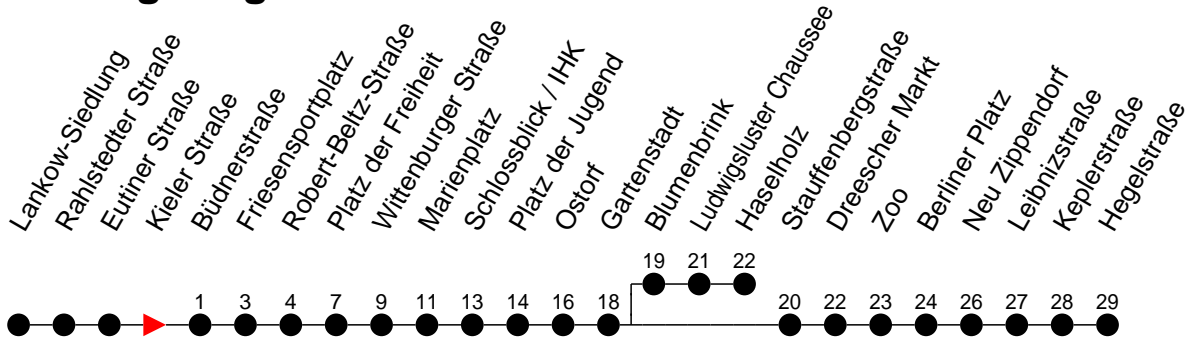 Lankow-Siedlung
Rahlstedter Straße
Eutiner Straße
Kieler Straße
Büdnerstraße
Friesensportplatz
Robert-Beltz-Straße
Platz der Freiheit
Wittenburger Straße
Marienplatz
Schlossblick / IHK
Platz der Jugend
Ostorf
Gartenstadt
Blumenbrink
Ludwigsluster Chaussee
Haselholz
Stauffenbergstraße
Dreescher Markt
Zoo
Berliner Platz
Neu Zippendorf
Leibnizstraße
Keplerstraße
Hegelstraße
19 21 22
1 3 4 7 9 11 13 14 16 18 20 22 23 24 26 27 28 29